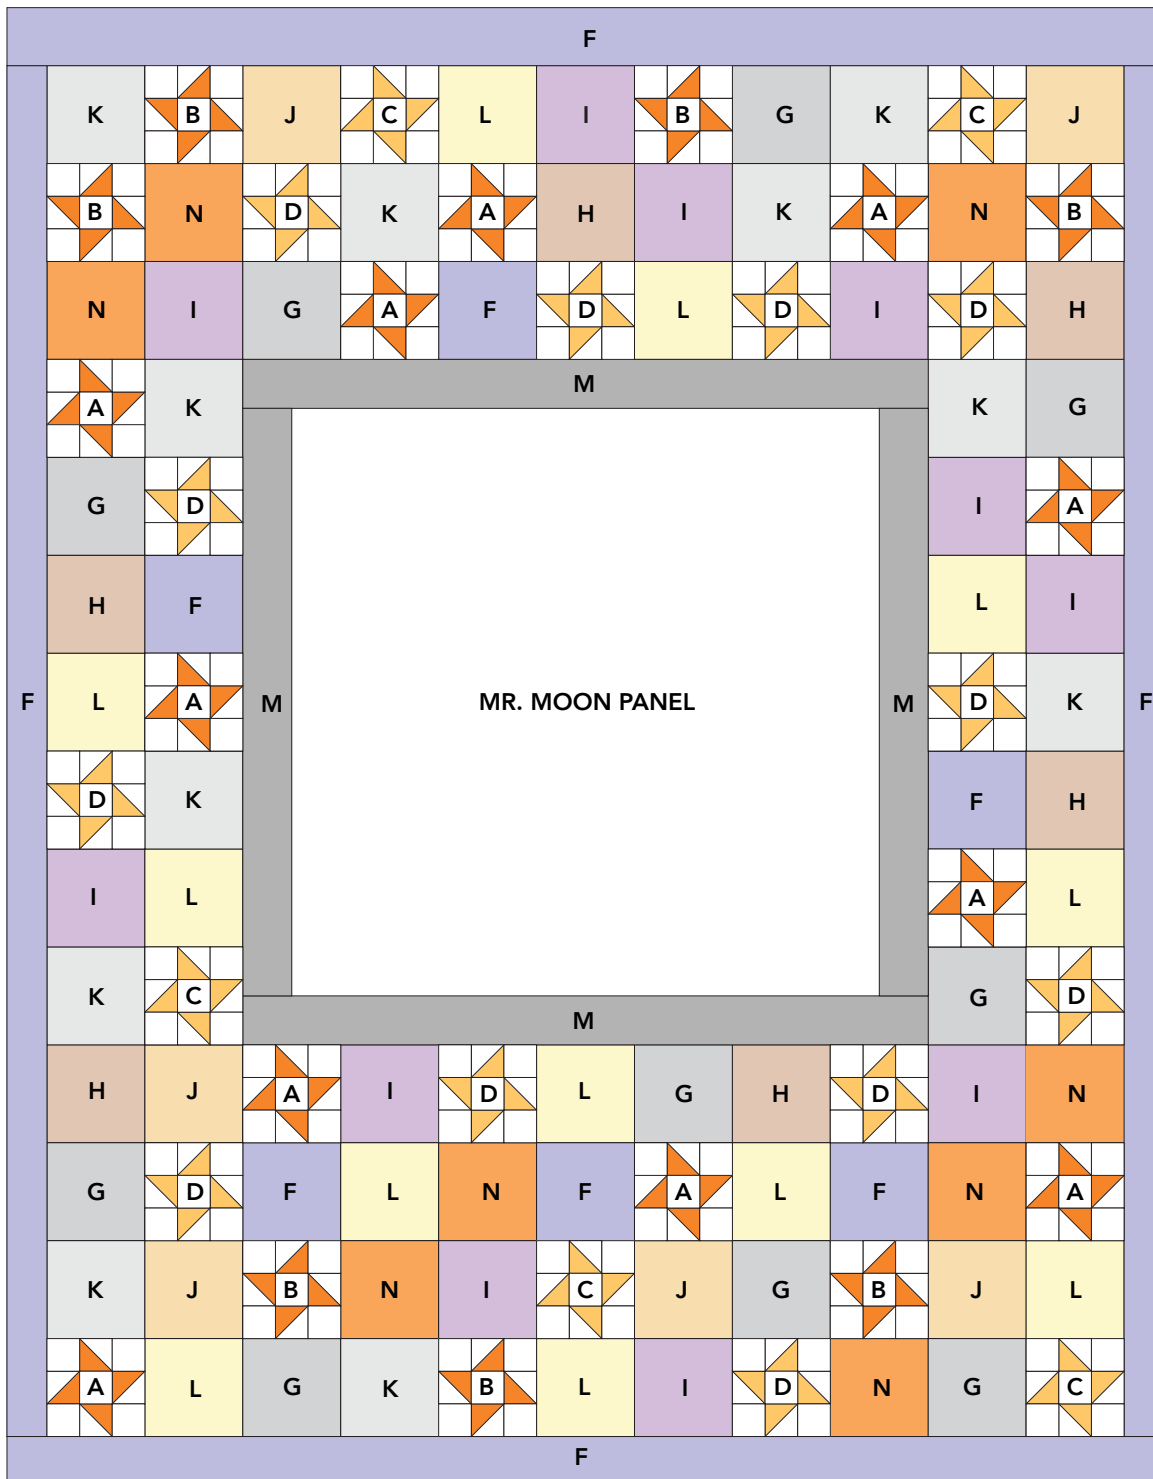 F
K B J C L I B G K C J
B N D K A H I K A N B
N I G A F D L D I D H
M
A K K G
G D I A
H F L I
F L A M MR. MOON PANEL M D K F
D K F H
I L A L
K C G D
M
H J A I D L G H D I N
G D F L N F A L F N A
K J B N I C J G B J L
A L G K B L I D N G C
F